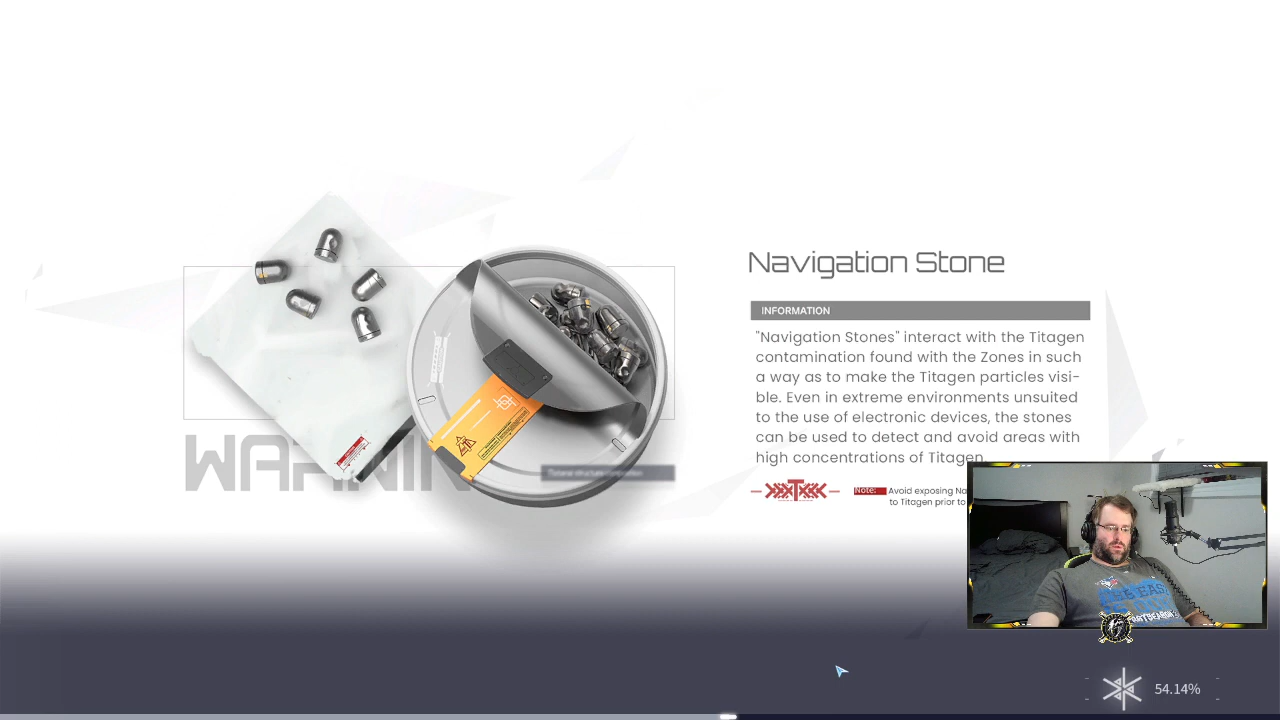 Navigation Stone
INFORMATION
"Navigation Stones" interact with the Titagen
contamination found with the Zones in such
a way as to make the Titagen particles visi-
ble. Even in extreme environments unsuited
to the use of electronic devices, the stones
can be used to detect and avoid areas with
high concentrations of Titagen.
Note: Avoid exposing
to Titagen prior to
54.14%